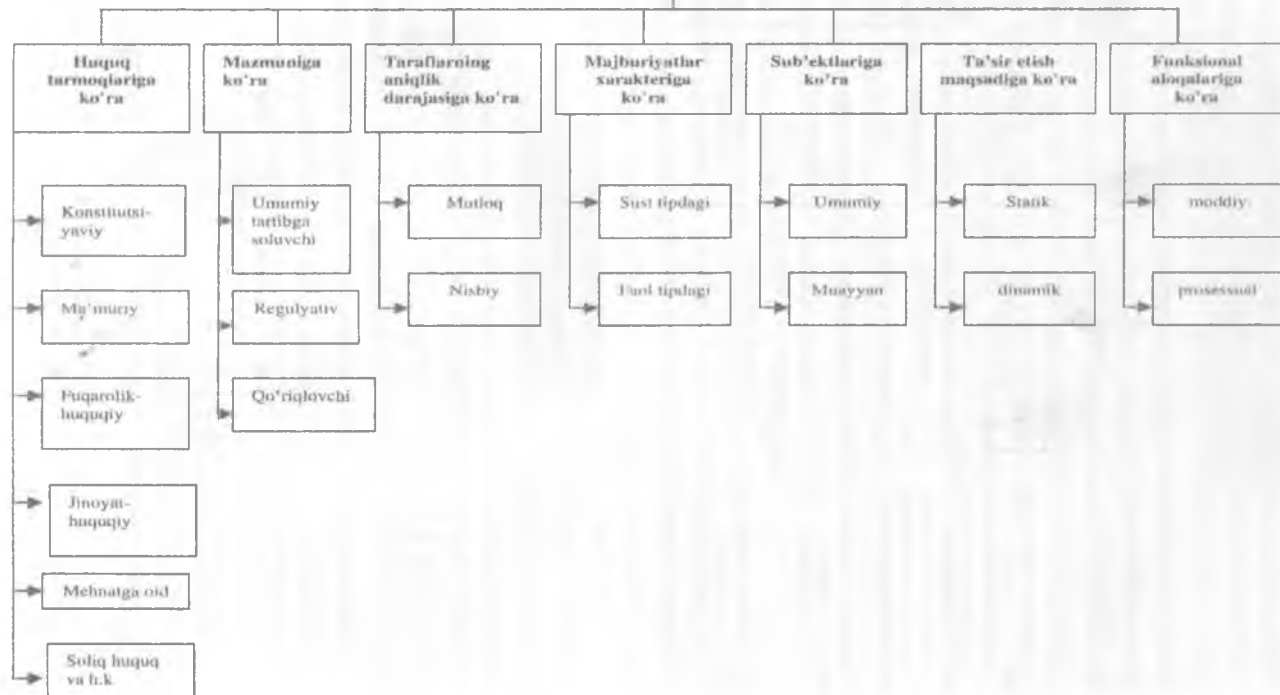 Huquq
tarmoqlariga
ko'ra
Mazmuniga
ko'ra
Taraflarning
aniqlik
darajasiga ko'ra
Majburiyatlar
xarakteriga
ko'ra
Sub'ektlariga
ko'ra
Ta'sir etish
maqsadiga ko'ra
Funksional
aloqalariga
ko'ra
Konstitutsi-
yaviy
Ma'muriy
Fuqarolik-
huquqiy
Jinoyat-
huquqiy
Mehnatga oid
Soliq huquq
va h.k
Umumiy
tartibga
soluvchi
Regulyativ
Qo'riqlovchi
Mutloq
Nisbiy
Sust tipdagi
Faol tipdagi
Umumiy
Muayyan
Statik
dinamik
moddiy
prosessual